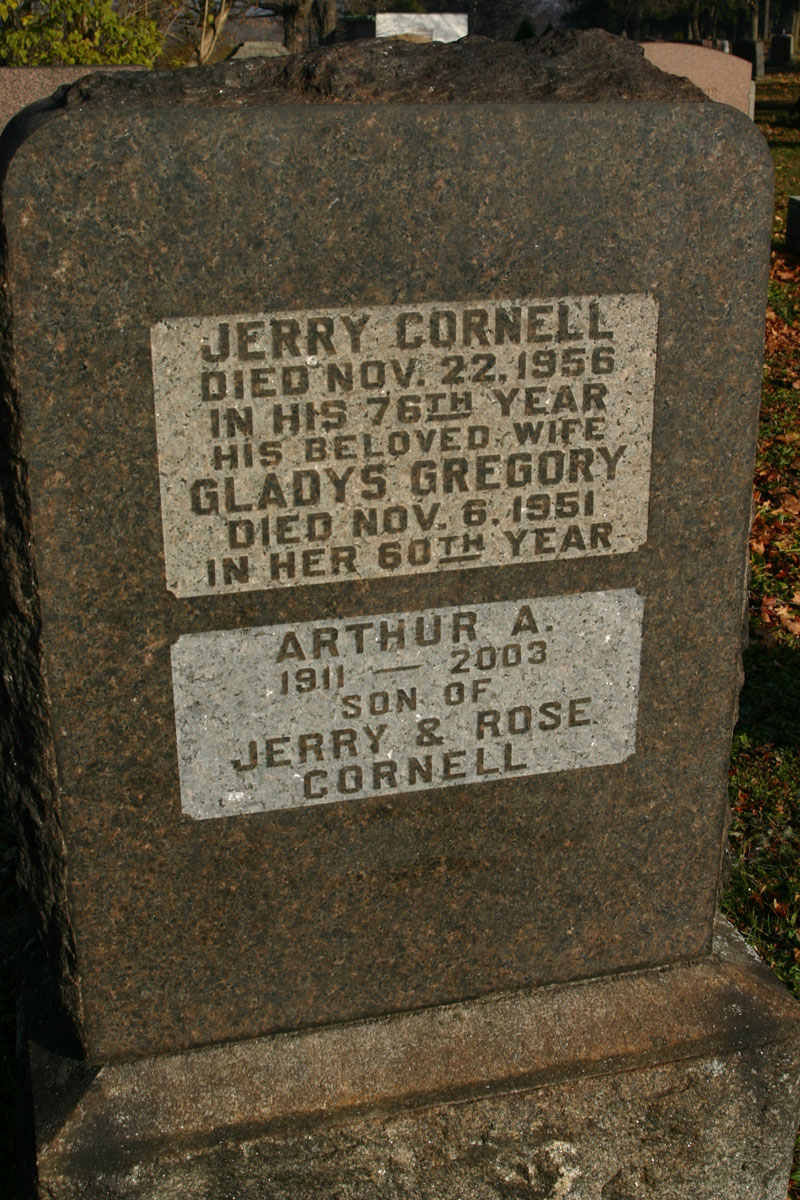 JERRY CORNELL
DIED NOV. 22, 1956
IN HIS 76TH YEAR
HIS BELOVED WIFE
GLADYS GREGORY
DIED NOV. 6, 1951
IN HER 60TH YEAR
ARTHUR A.
1911 — 2003
SON OF
JERRY & ROSE
CORNELL